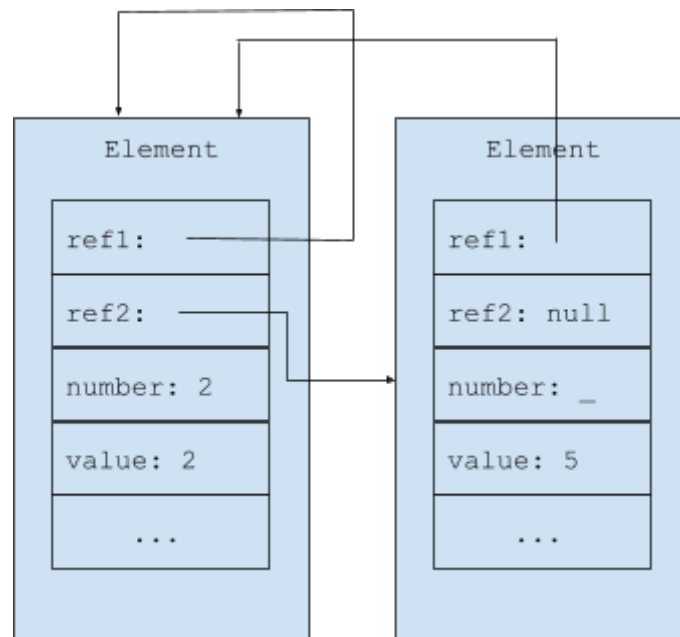 Element
ref1:
ref2:
number: 2
value: 2
...
Element
ref1:
ref2: null
number: _
value: 5
...